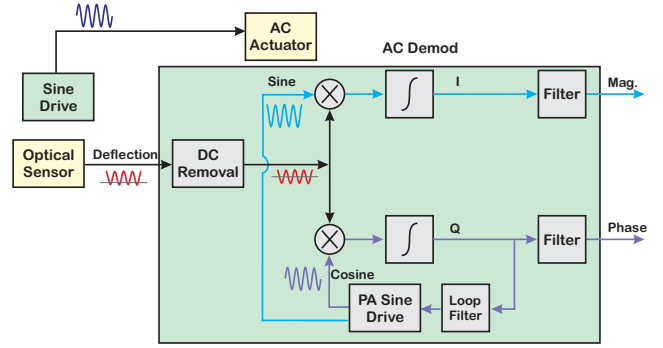 AC
Actuator
AC Demod
Sine
Drive
Sine
I
Filter
Mag.
Optical
Sensor
Deflection
DC
Removal
Q
Filter
Phase
Cosine
PA Sine
Drive
Loop
Filter